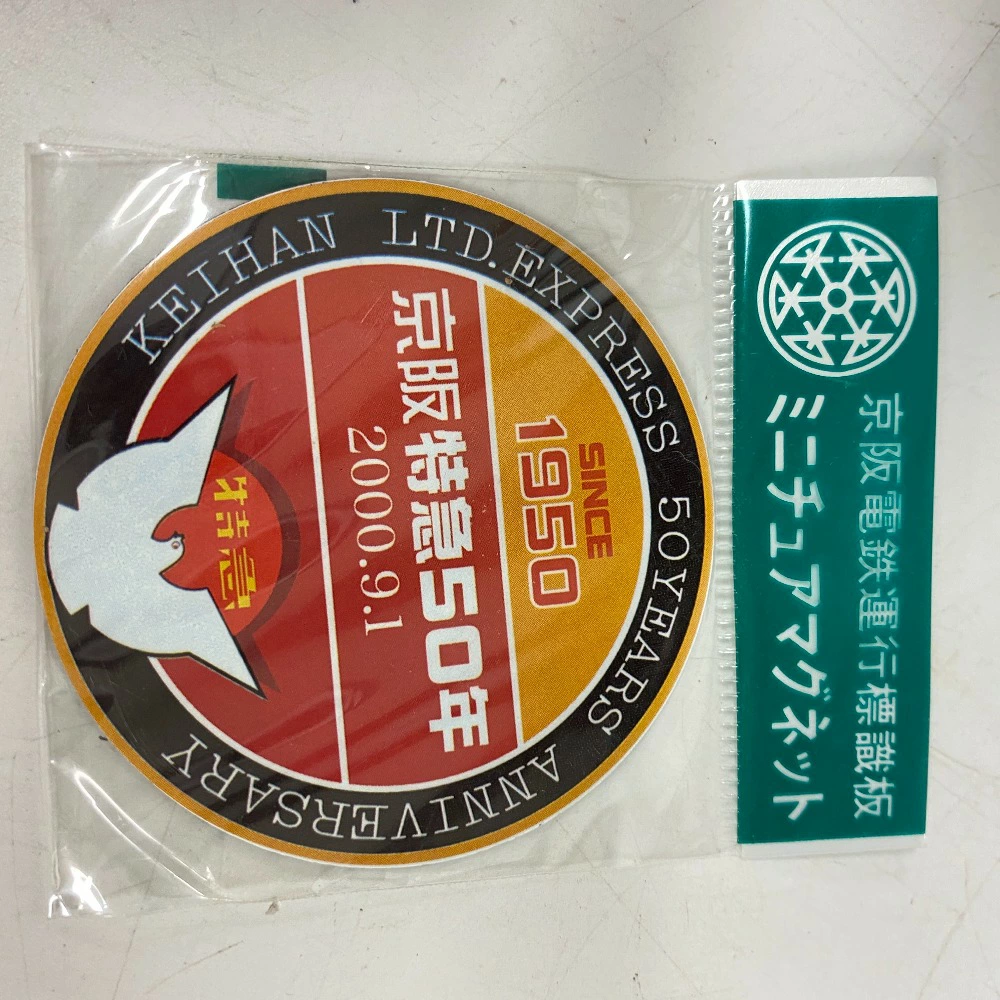 京阪電鉄運行標識板
ミニチュアマグネット
KEIHAN LTD.EXPRESS 50YEARS ANNIVERSARY
SINCE
1950
京阪特急50年
2000.9.1
特急